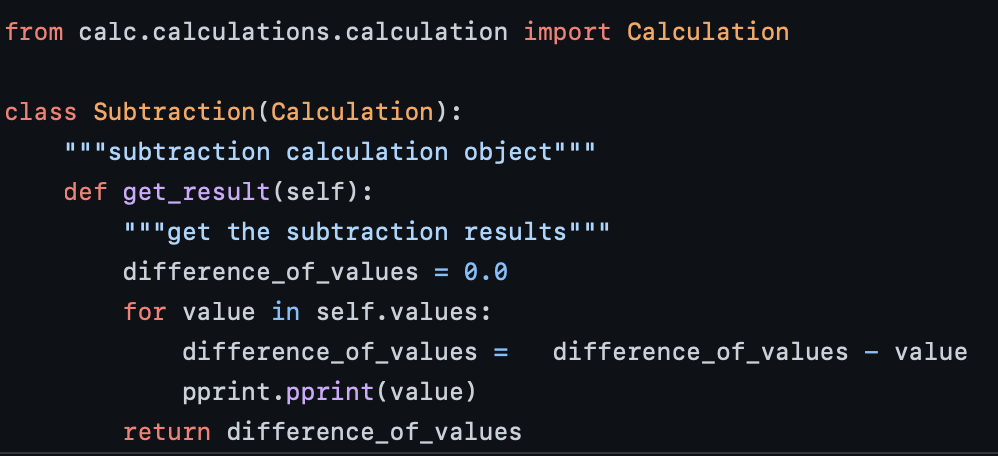 from calc.calculations.calculation import Calculation

class Subtraction(Calculation):
    """subtraction calculation object"""
    def get_result(self):
        """get the subtraction results"""
        difference_of_values = 0.0
        for value in self.values:
            difference_of_values =   difference_of_values - value
            pprint.pprint(value)
        return difference_of_values